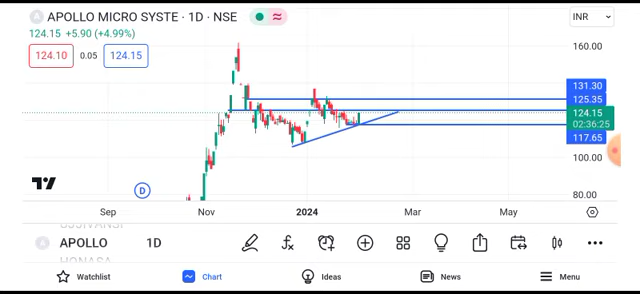 APOLLO MICRO SYSTE · 1D · NSE
INR
124.15 +5.90 (+4.99%)
124.10 0.05 124.15
160.00
131.30
125.35
124.15
02:36:25
117.65
100.00
80.00
D
Sep Nov 2024 Mar May
APOLLO 1D
Watchlist Chart Ideas News Menu